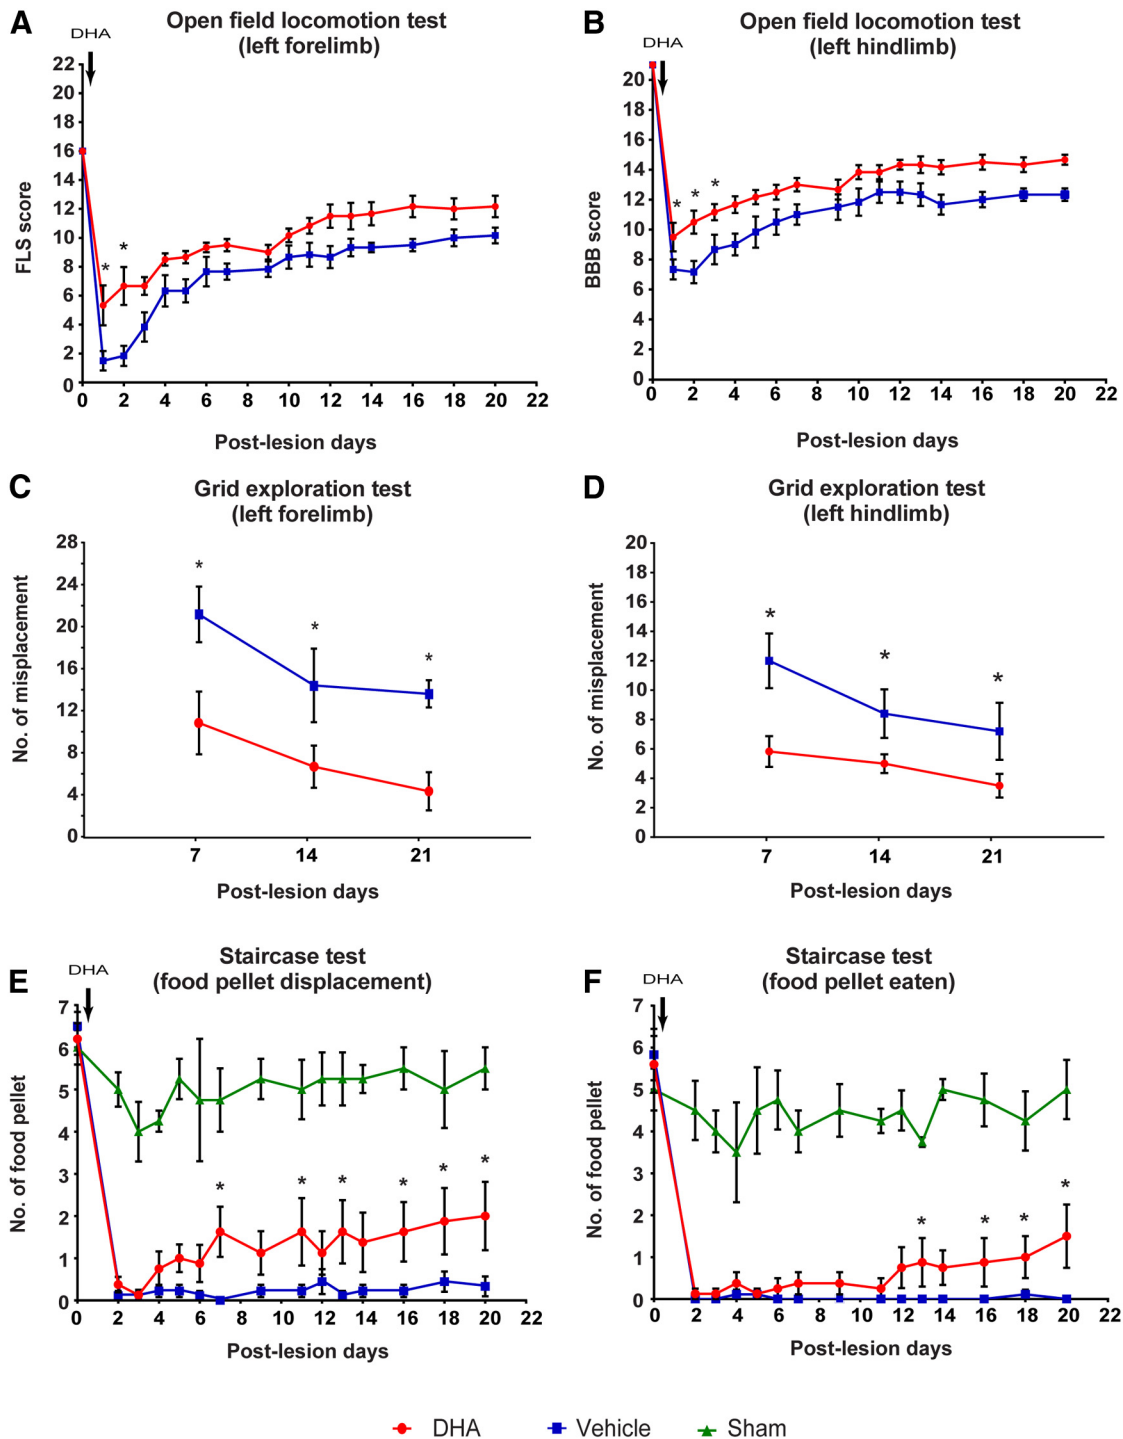 A
DHA
Open field locomotion test
(left forelimb)
22
20
18
16
14
12
10
8
6
4
2
0
FLS score
0 2 4 6 8 10 12 14 16 18 20 22
* *
Post-lesion days
B
DHA
Open field locomotion test
(left hindlimb)
20
18
16
14
12
10
8
6
4
2
0
BBB score
* * *
0 2 4 6 8 10 12 14 16 18 20 22
Post-lesion days
C
Grid exploration test
(left forelimb)
28
24
20
16
12
8
4
0
No. of misplacement
* * *
7 14 21
Post-lesion days
D
Grid exploration test
(left hindlimb)
20
18
16
14
12
10
8
6
4
2
0
No. of misplacement
* * *
7 14 21
Post-lesion days
E
DHA
Staircase test
(food pellet displacement)
7
6
5
4
3
2
1
0
No. of food pellet
* * * * * *
0 2 4 6 8 10 12 14 16 18 20 22
Post-lesion days
F
DHA
Staircase test
(food pellet eaten)
7
6
5
4
3
2
1
0
No. of food pellet
* * * *
0 2 4 6 8 10 12 14 16 18 20 22
Post-lesion days
DHA Vehicle Sham